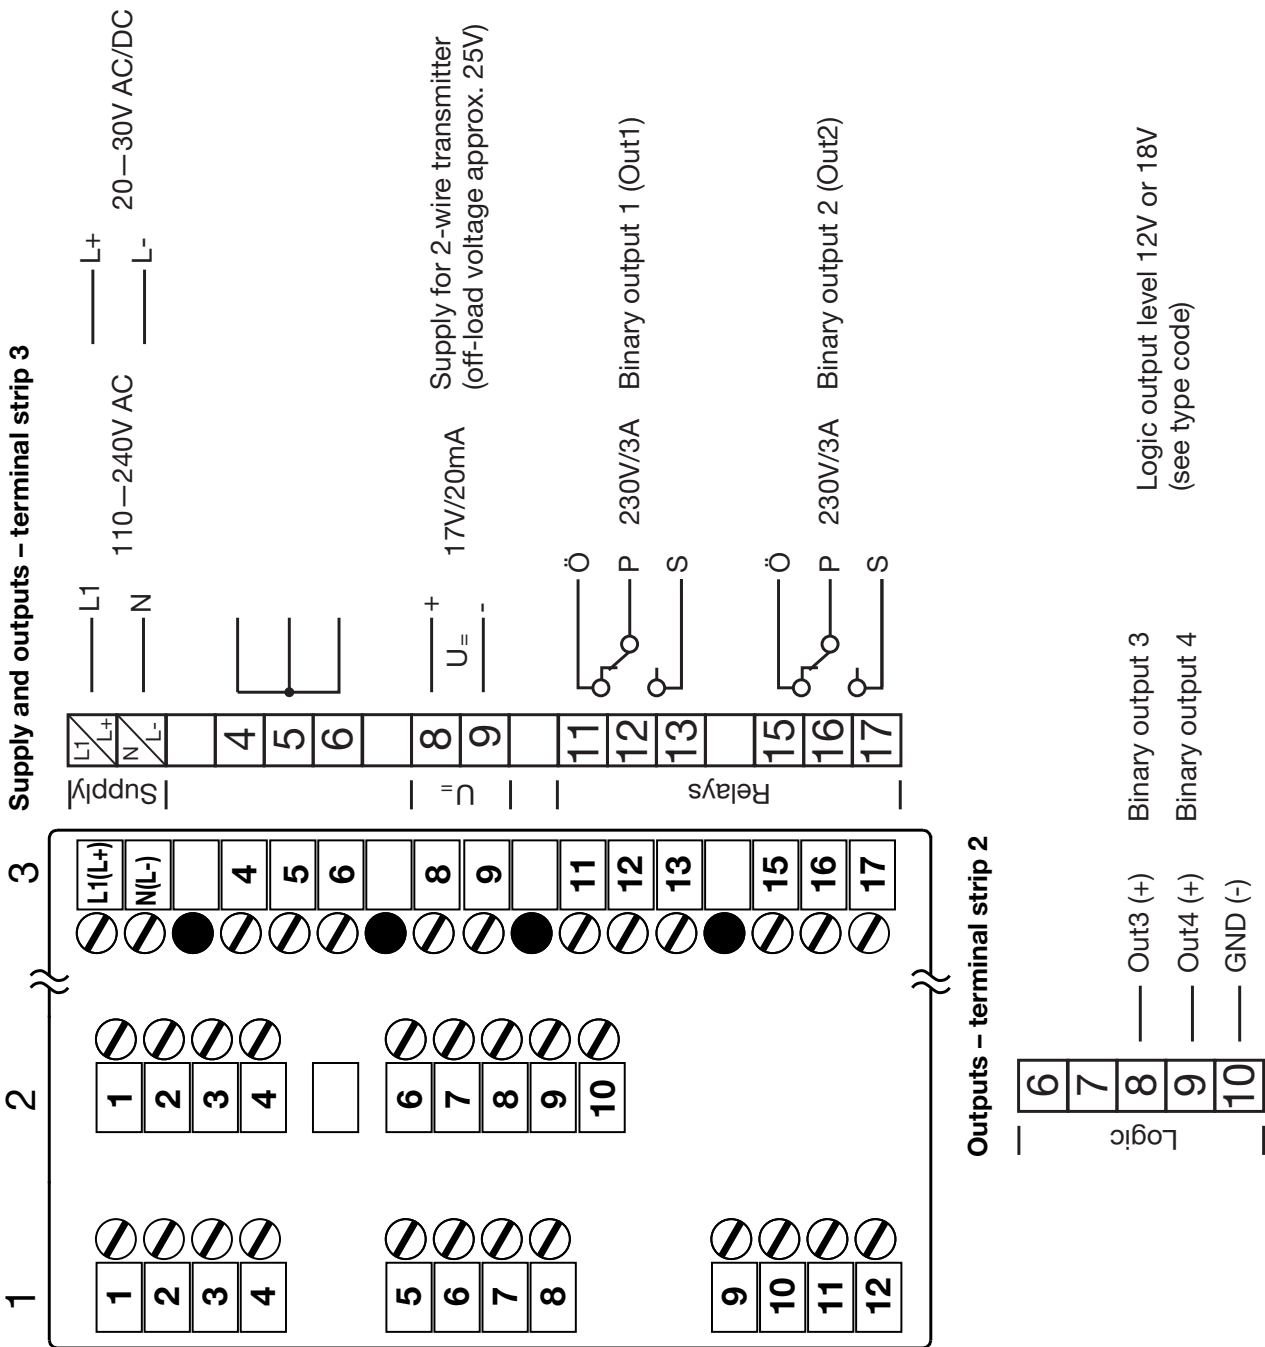 Supply and outputs – terminal strip 3
L1
N
110—240V AC
L+
L-
20—30V AC/DC
L1
L+
N
L-
4
5
6
8
9
11
12
13
15
16
17
Supply
U=
Relays
+
U=
-
17V/20mA
Supply for 2-wire transmitter
(off-load voltage approx. 25V)
Ö
P
S
230V/3A
Binary output 1 (Out1)
Ö
P
S
230V/3A
Binary output 2 (Out2)
3
L1(L+)
N(L-)
4
5
6
8
9
11
12
13
15
16
17
2
1
2
3
4
6
7
8
9
10
1
1
2
3
4
5
6
7
8
9
10
11
12
Outputs – terminal strip 2
6
7
8
9
10
Logic
Out3 (+)
Out4 (+)
GND (-)
Binary output 3
Binary output 4
Logic output level 12V or 18V
(see type code)